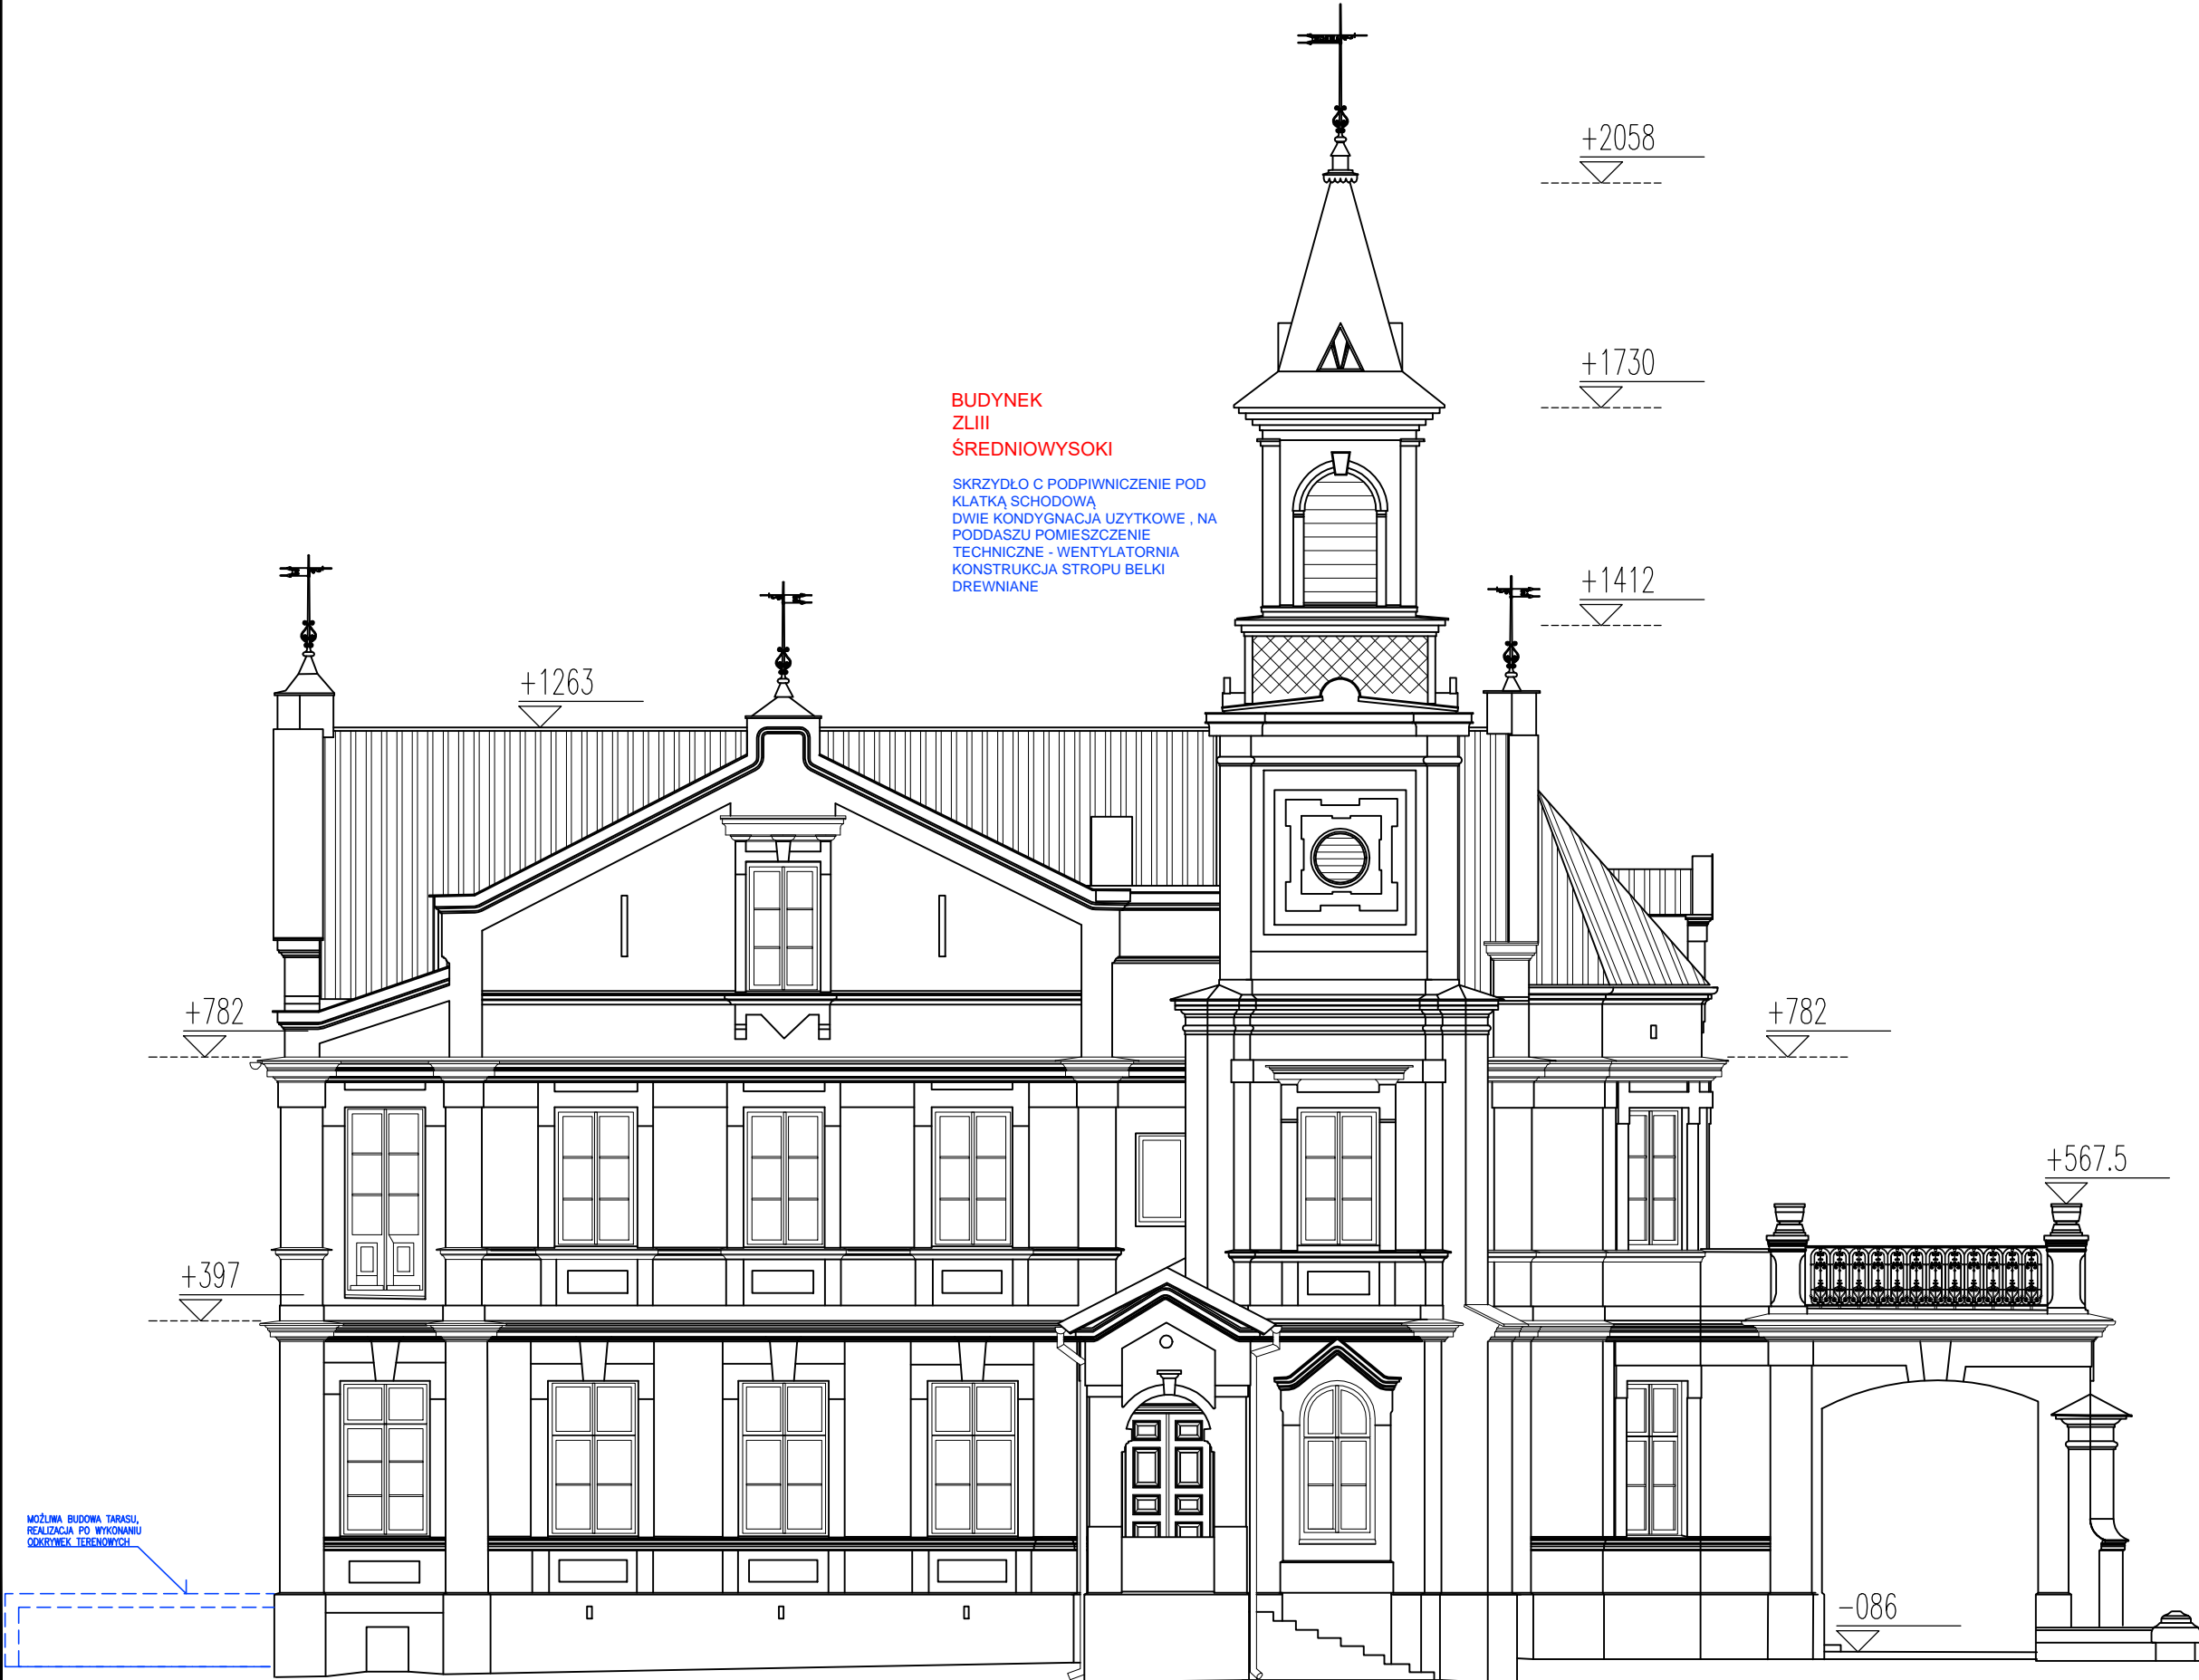 +2058
+1730
BUDYNEK
ZLIII
ŚREDNIOWYSOKI
SKRZYDŁO C PODPIWNICZENIE POD
KLATKĄ SCHODOWĄ
DWIE KONDYGNACJA UZYTKOWE , NA
PODDASZU POMIESZCZENIE
TECHNICZNE - WENTYLATORNIA
KONSTRUKCJA STROPU BELKI
DREWNIANE
+1412
+1263
+782
+782
+567.5
+397
MOŻLIWA BUDOWA TARASU,
REALIZACJA PO WYKONANIU
ODKRYWEK TERENOWYCH
-086